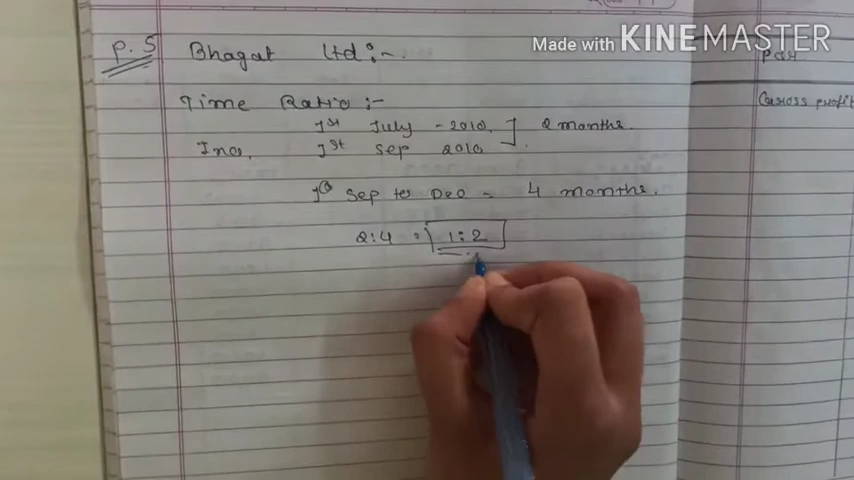 Made with KINEMASTER
P.5 Bhagat Ltd :-
Time Ratio :-
1st July - 2010
2 months.
1st Sep 2010
1st Sep to Dec - 4 months.
2:4 = 1:2
Gross profit